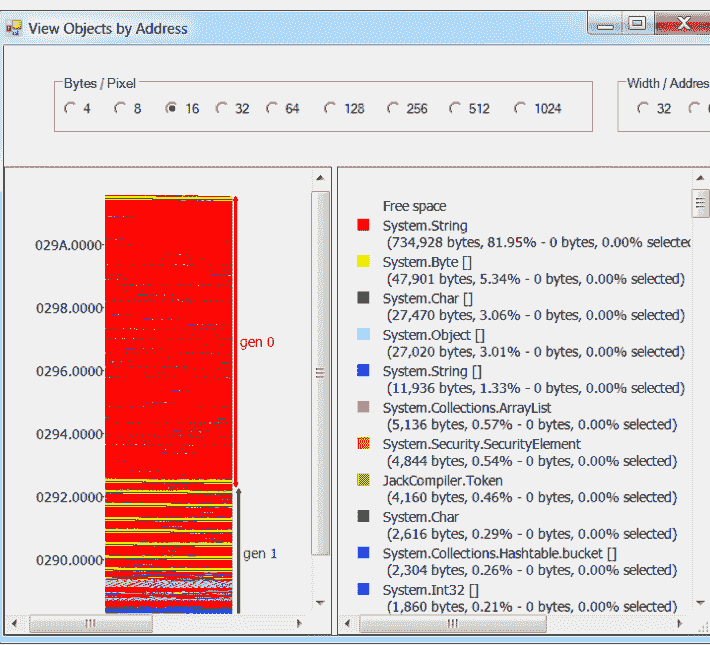 View Objects by Address
Bytes / Pixel
4 8 16 32 64 128 256 512 1024
Width / Addres
32
029A.0000
0298.0000
0296.0000
0294.0000
0292.0000
0290.0000
gen 0
gen 1
Free space
System.String
(734,928 bytes, 81.95% - 0 bytes, 0.00% selected
System.Byte []
(47,901 bytes, 5.34% - 0 bytes, 0.00% selected)
System.Char []
(27,470 bytes, 3.06% - 0 bytes, 0.00% selected)
System.Object []
(27,020 bytes, 3.01% - 0 bytes, 0.00% selected)
System.String []
(11,936 bytes, 1.33% - 0 bytes, 0.00% selected)
System.Collections.ArrayList
(5,136 bytes, 0.57% - 0 bytes, 0.00% selected)
System.Security.SecurityElement
(4,844 bytes, 0.54% - 0 bytes, 0.00% selected)
JackCompiler.Token
(4,160 bytes, 0.46% - 0 bytes, 0.00% selected)
System.Char
(2,616 bytes, 0.29% - 0 bytes, 0.00% selected)
System.Collections.Hashtable.bucket []
(2,304 bytes, 0.26% - 0 bytes, 0.00% selected)
System.Int32 []
(1,860 bytes, 0.21% - 0 bytes, 0.00% selected)